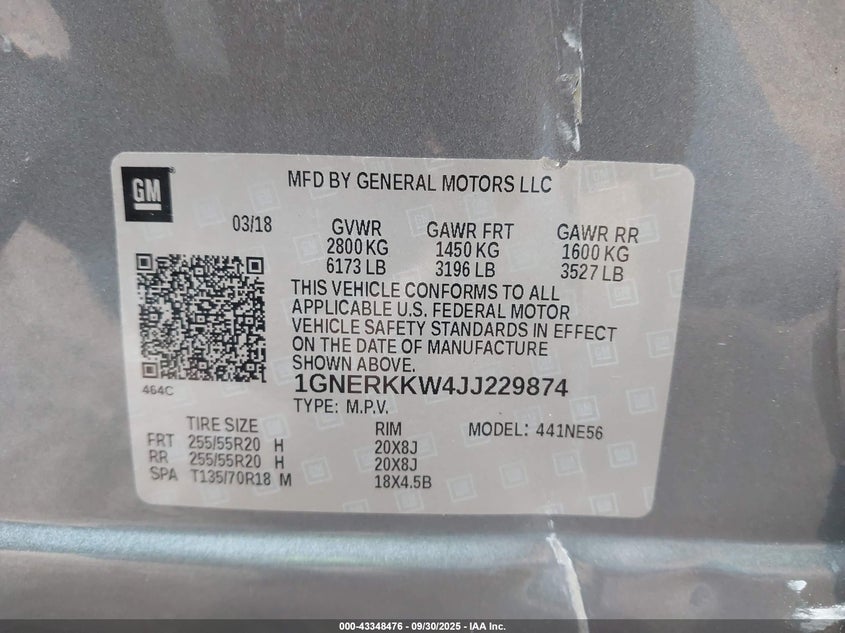 GM
MFD BY GENERAL MOTORS LLC
03/18
GVWR GAWR FRT GAWR RR
2800 KG 1450 KG 1600 KG
6173 LB 3196 LB 3527 LB
THIS VEHICLE CONFORMS TO ALL
APPLICABLE U.S. FEDERAL MOTOR
VEHICLE SAFETY STANDARDS IN EFFECT
ON THE DATE OF MANUFACTURE
SHOWN ABOVE.
464C
1GNERKKW4JJ229874
TYPE: M.P.V.
TIRE SIZE RIM MODEL: 441NE56
FRT 255/55R20 H 20X8J
RR 255/55R20 H 20X8J
SPA T135/70R18 M 18X4.5B
000-43348476 - 09/30/2025 - IAA Inc.